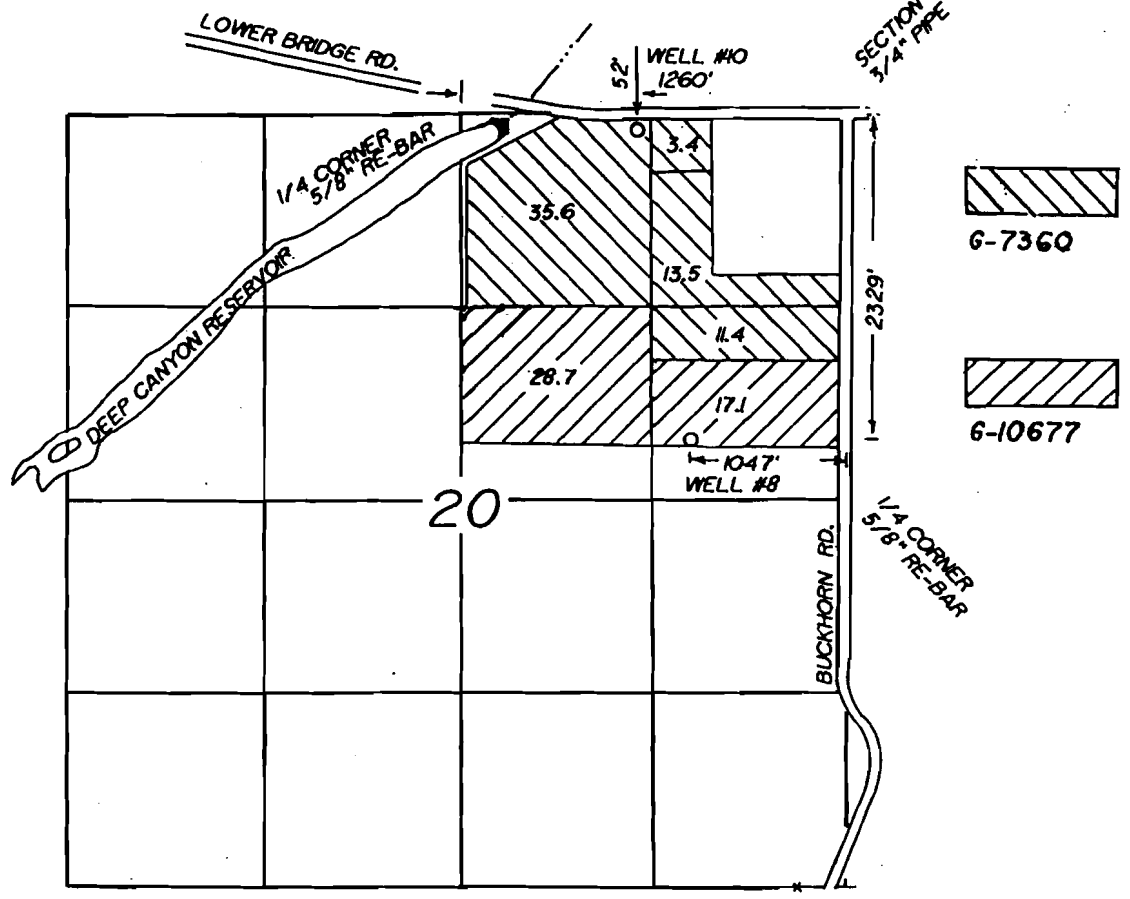 LOWER BRIDGE RD.
52'
WELL #10
1260'
SECTION
3/4" PIPE
1/4 CORNER
5/8" RE-BAR
3.4
35.6
G-7360
13.5
DEEP CANYON RESERVOIR
2329'
11.4
28.7
17.1
G-10677
1047'
WELL #8
20
1/4 CORNER
5/8" RE-BAR
BUCKHORN RD.